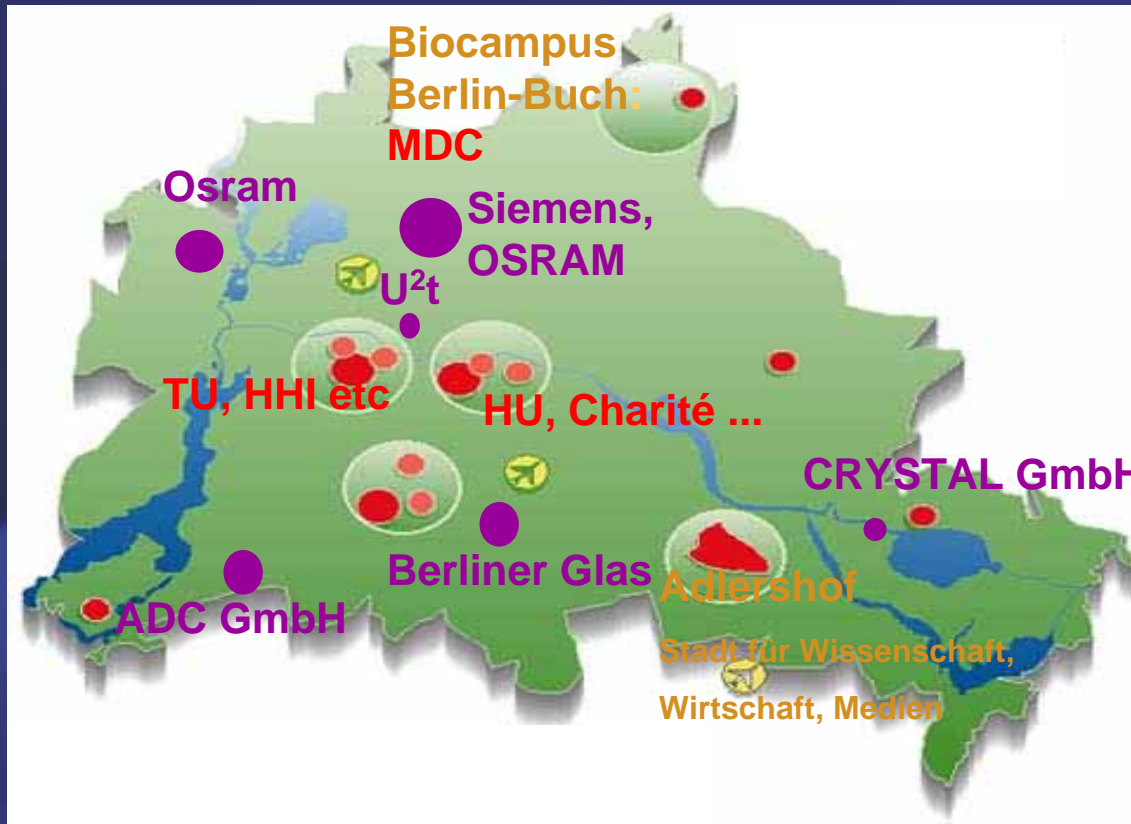 Biocampus
Berlin-Buch:
MDC
Osram
Siemens,
OSRAM
U²t
TU, HHI etc
HU, Charité ...
CRYSTAL GmbH
Berliner Glas
ADC GmbH
Adlershof
Stadt für Wissenschaft,
Wirtschaft, Medien